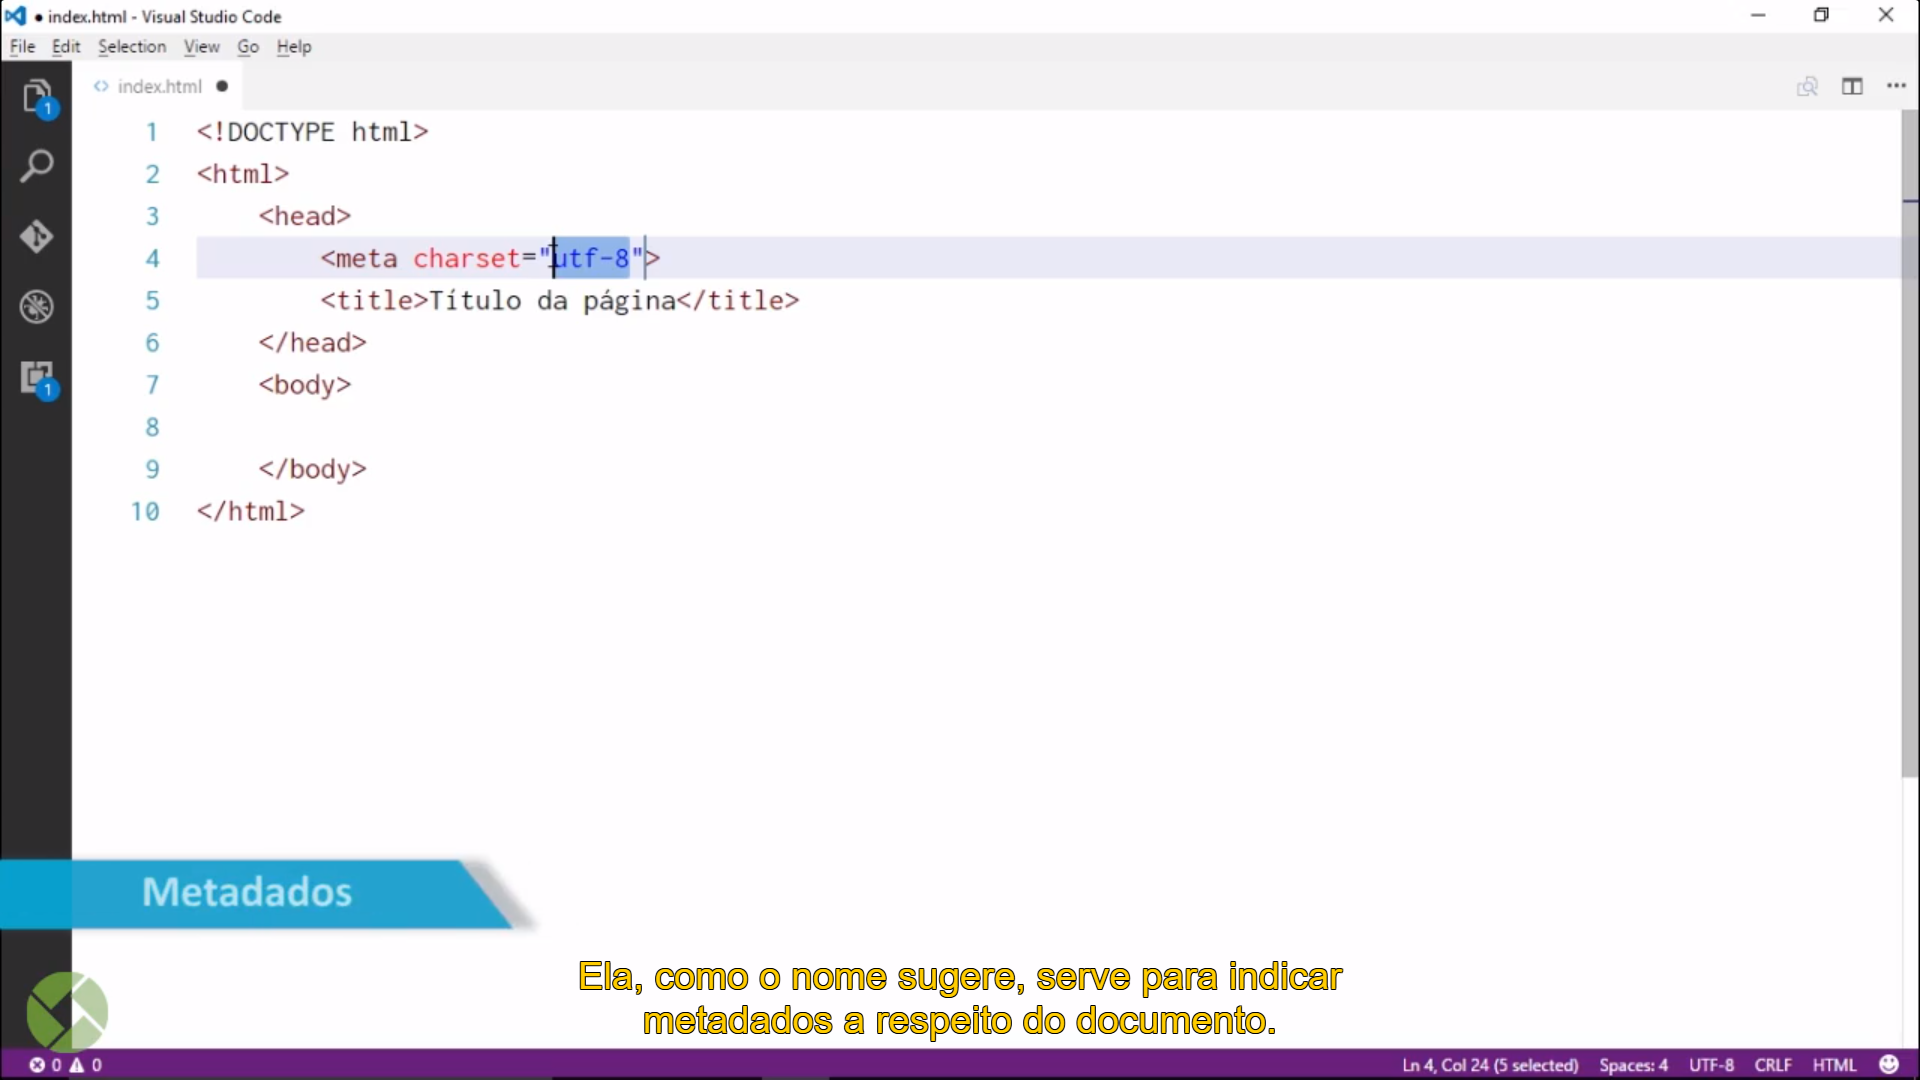 ● index.html - Visual Studio Code
File Edit Selection View Go Help
<> index.html ●
1
1
1 <!DOCTYPE html>
2 <html>
3     <head>
4         <meta charset="utf-8">
5         <title>Título da página</title>
6     </head>
7     <body>
8
9     </body>
10 </html>
Metadados
Ela, como o nome sugere, serve para indicar
metadados a respeito do documento.
0 0 Ln 4, Col 24 (5 selected) Spaces: 4 UTF-8 CRLF HTML